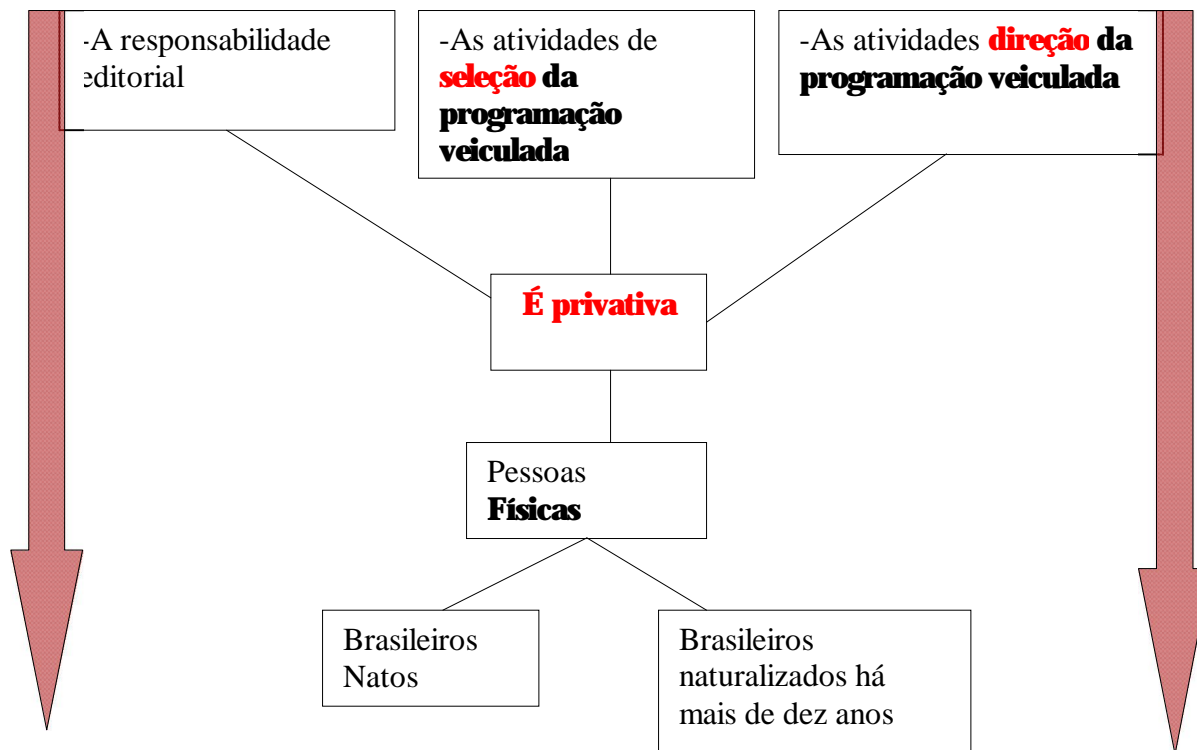 -A responsabilidade
editorial
-As atividades de
seleção da
programação
veiculada
-As atividades direção da
programação veiculada
É privativa
Pessoas
Físicas
Brasileiros
Natos
Brasileiros
naturalizados há
mais de dez anos